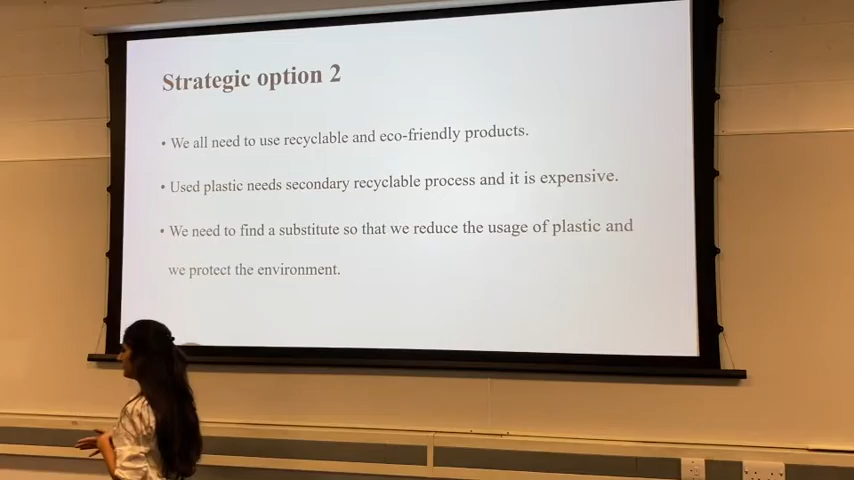 Strategic option 2
• We all need to use recyclable and eco-friendly products.
• Used plastic needs secondary recyclable process and it is expensive.
• We need to find a substitute so that we reduce the usage of plastic and
we protect the environment.